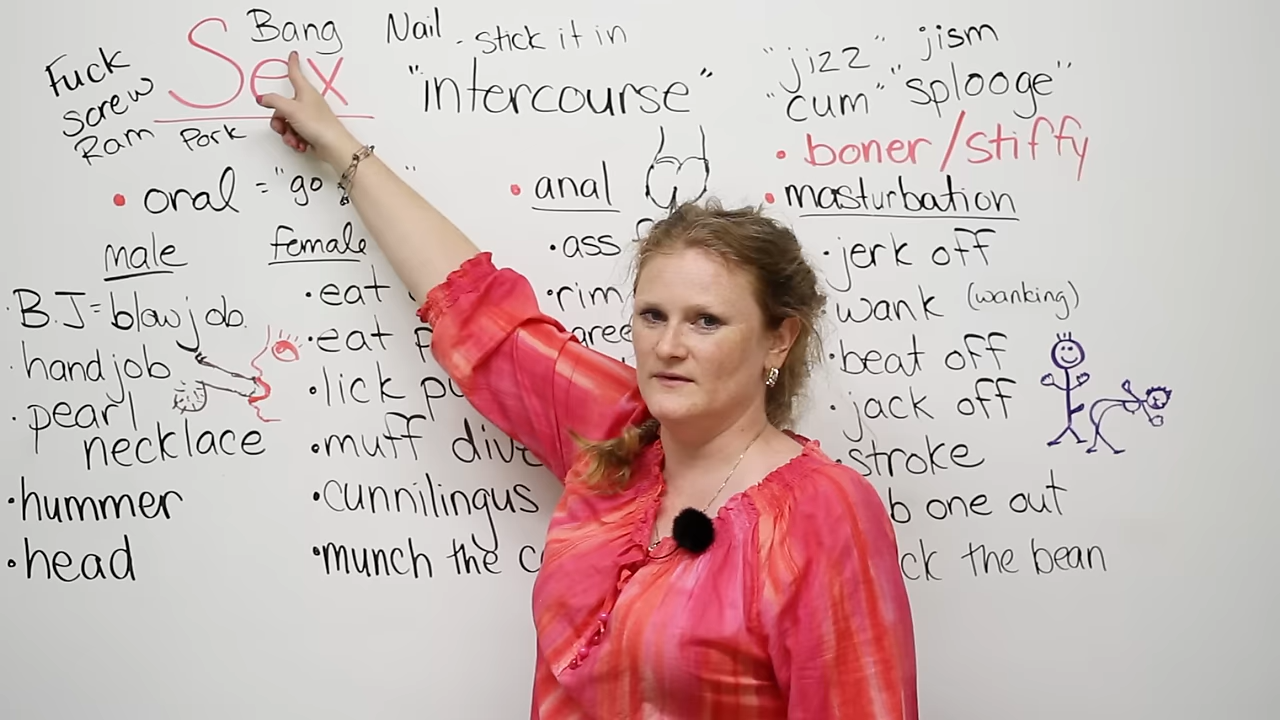 Bang Nail - stick it in
Fuck Sex
screw
Ram Pork
"intercourse"
"jizz" jism
"cum" "splooge"
• boner/stiffy
• oral = "go "
• anal
• masturbation
male
B.J = blow job.
· handjob
· pearl
necklace
• hummer
• head
female
• eat
• eat
• lick
• muff dive
• cunnilingus
• munch the
• ass
• rim
• jerk off
wank (wanking)
• beat off
• jack off
• stroke
one out
the bean